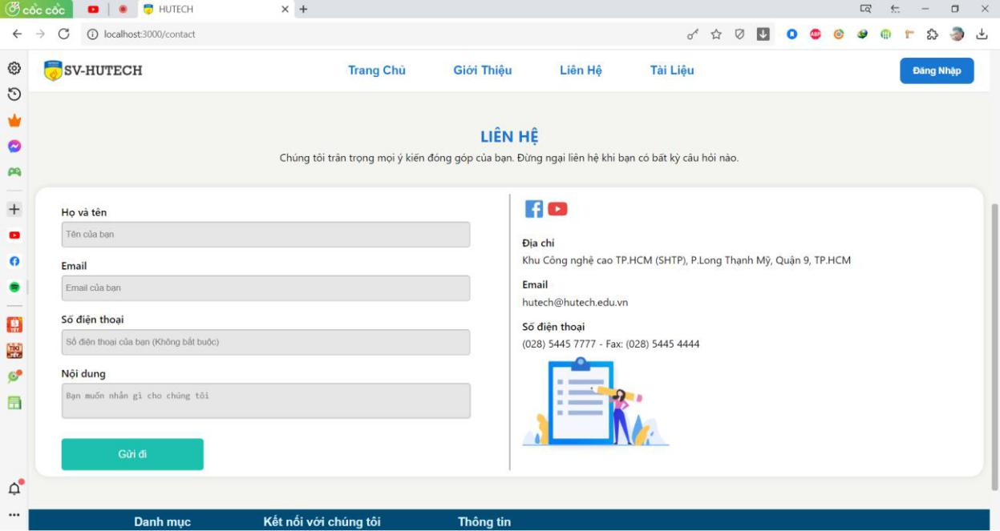 cốc cốc
HUTECH
localhost:3000/contact
ABP
SV-HUTECH
Trang Chủ
Giới Thiệu
Liên Hệ
Tài Liệu
Đăng Nhập
LIÊN HỆ
Chúng tôi trân trọng mọi ý kiến đóng góp của bạn. Đừng ngại liên hệ khi bạn có bất kỳ câu hỏi nào.
Họ và tên
Tên của bạn
Email
Email của bạn
Số điện thoại
Số điện thoại của bạn (Không bắt buộc)
Nội dung
Bạn muốn nhắn gì cho chúng tôi
Gửi đi
Địa chỉ
Khu Công nghệ cao TP.HCM (SHTP), P.Long Thạnh Mỹ, Quận 9, TP.HCM
Email
hutech@hutech.edu.vn
Số điện thoại
(028) 5445 7777 - Fax: (028) 5445 4444
TIKI
Danh mục
Kết nối với chúng tôi
Thông tin